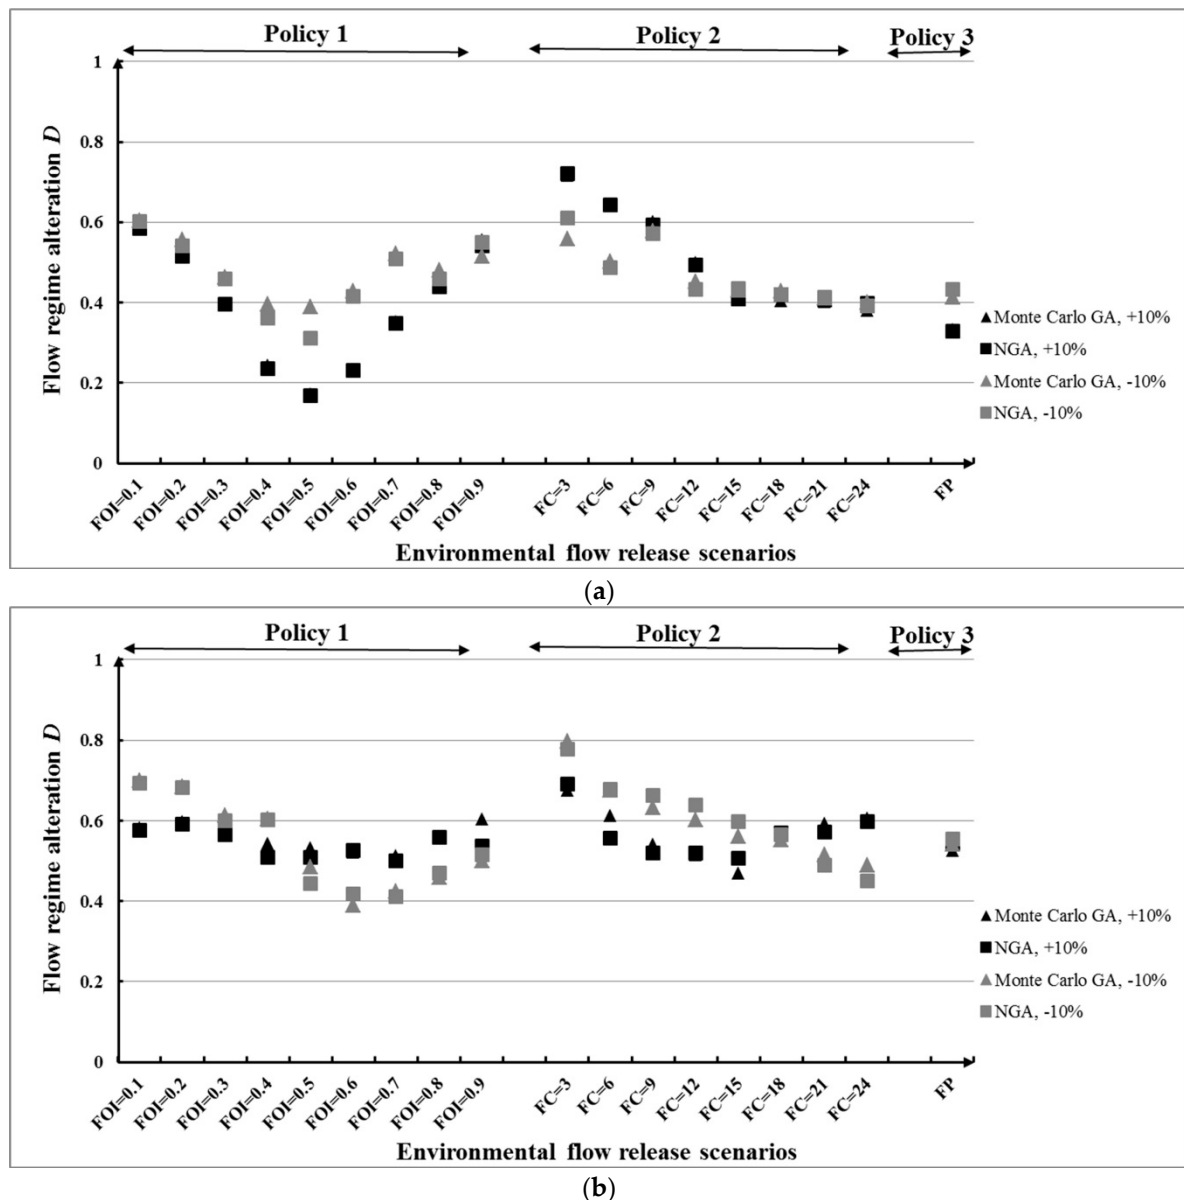 Policy 1 Policy 2 Policy 3
1
0.8
0.6
0.4
0.2
0
Flow regime alteration D
Monte Carlo GA, +10%
NGA, +10%
Monte Carlo GA, -10%
NGA, -10%
FOI=0.1 FOI=0.2 FOI=0.3 FOI=0.4 FOI=0.5 FOI=0.6 FOI=0.7 FOI=0.8 FOI=0.9 FC=3 FC=6 FC=9 FC=12 FC=15 FC=18 FC=21 FC=24 FP
Environmental flow release scenarios
(a)
Policy 1 Policy 2 Policy 3
1
0.8
0.6
0.4
0.2
0
Flow regime alteration D
Monte Carlo GA, +10%
NGA, +10%
Monte Carlo GA, -10%
NGA, -10%
FOI=0.1 FOI=0.2 FOI=0.3 FOI=0.4 FOI=0.5 FOI=0.6 FOI=0.7 FOI=0.8 FOI=0.9 FC=3 FC=6 FC=9 FC=12 FC=15 FC=18 FC=21 FC=24 FP
Environmental flow release scenarios
(b)